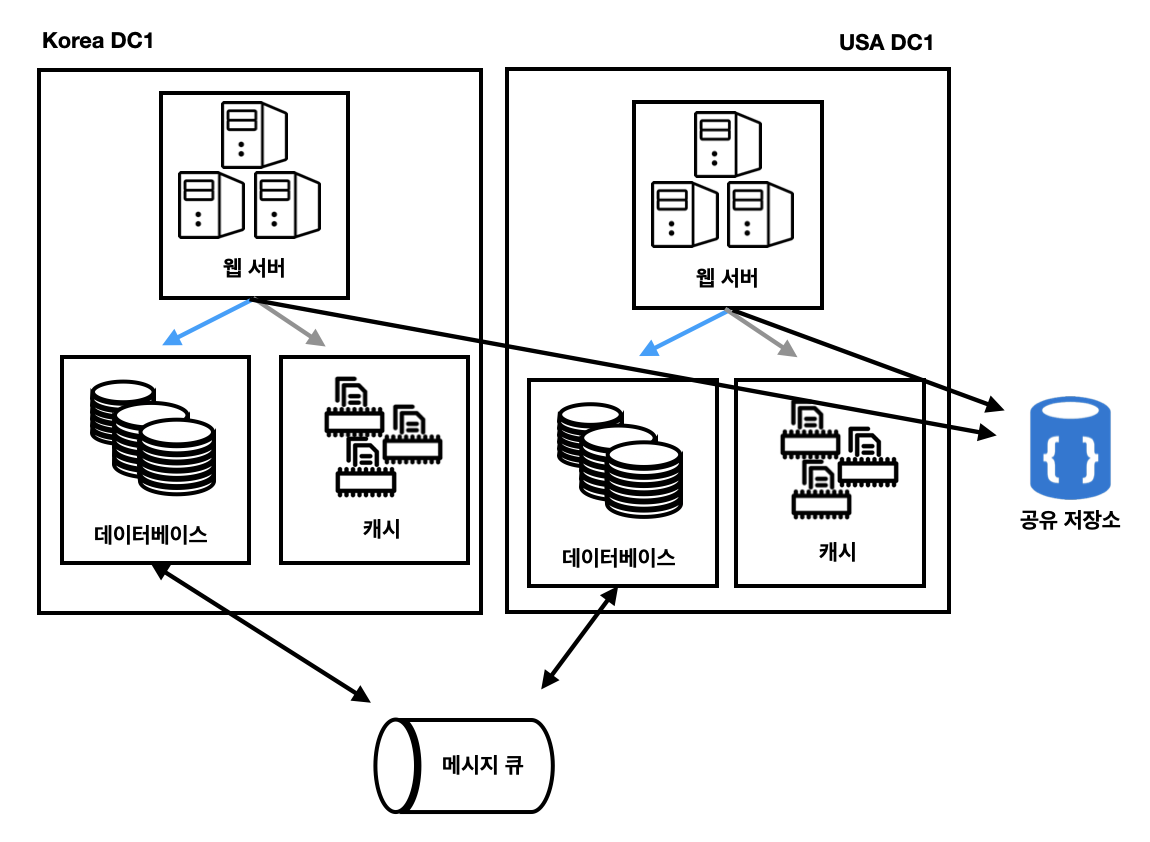 Korea DC1
USA DC1
웹 서버
웹 서버
데이터베이스
캐시
데이터베이스
캐시
{ }
공유 저장소
메시지 큐